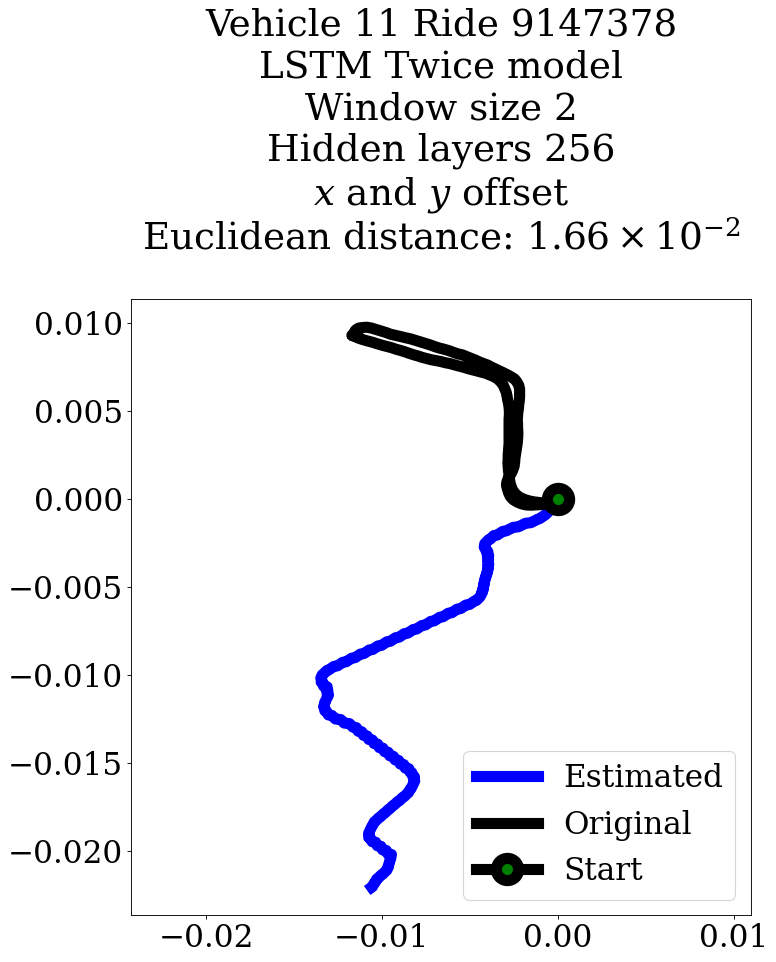 Vehicle 11 Ride 9147378
LSTM Twice model
Window size 2
Hidden layers 256
x and y offset
Euclidean distance: 1.66 × 10⁻²
0.010
0.005
0.000
−0.005
−0.010
−0.015
−0.020
Estimated
Original
Start
−0.02
−0.01
0.00
0.01